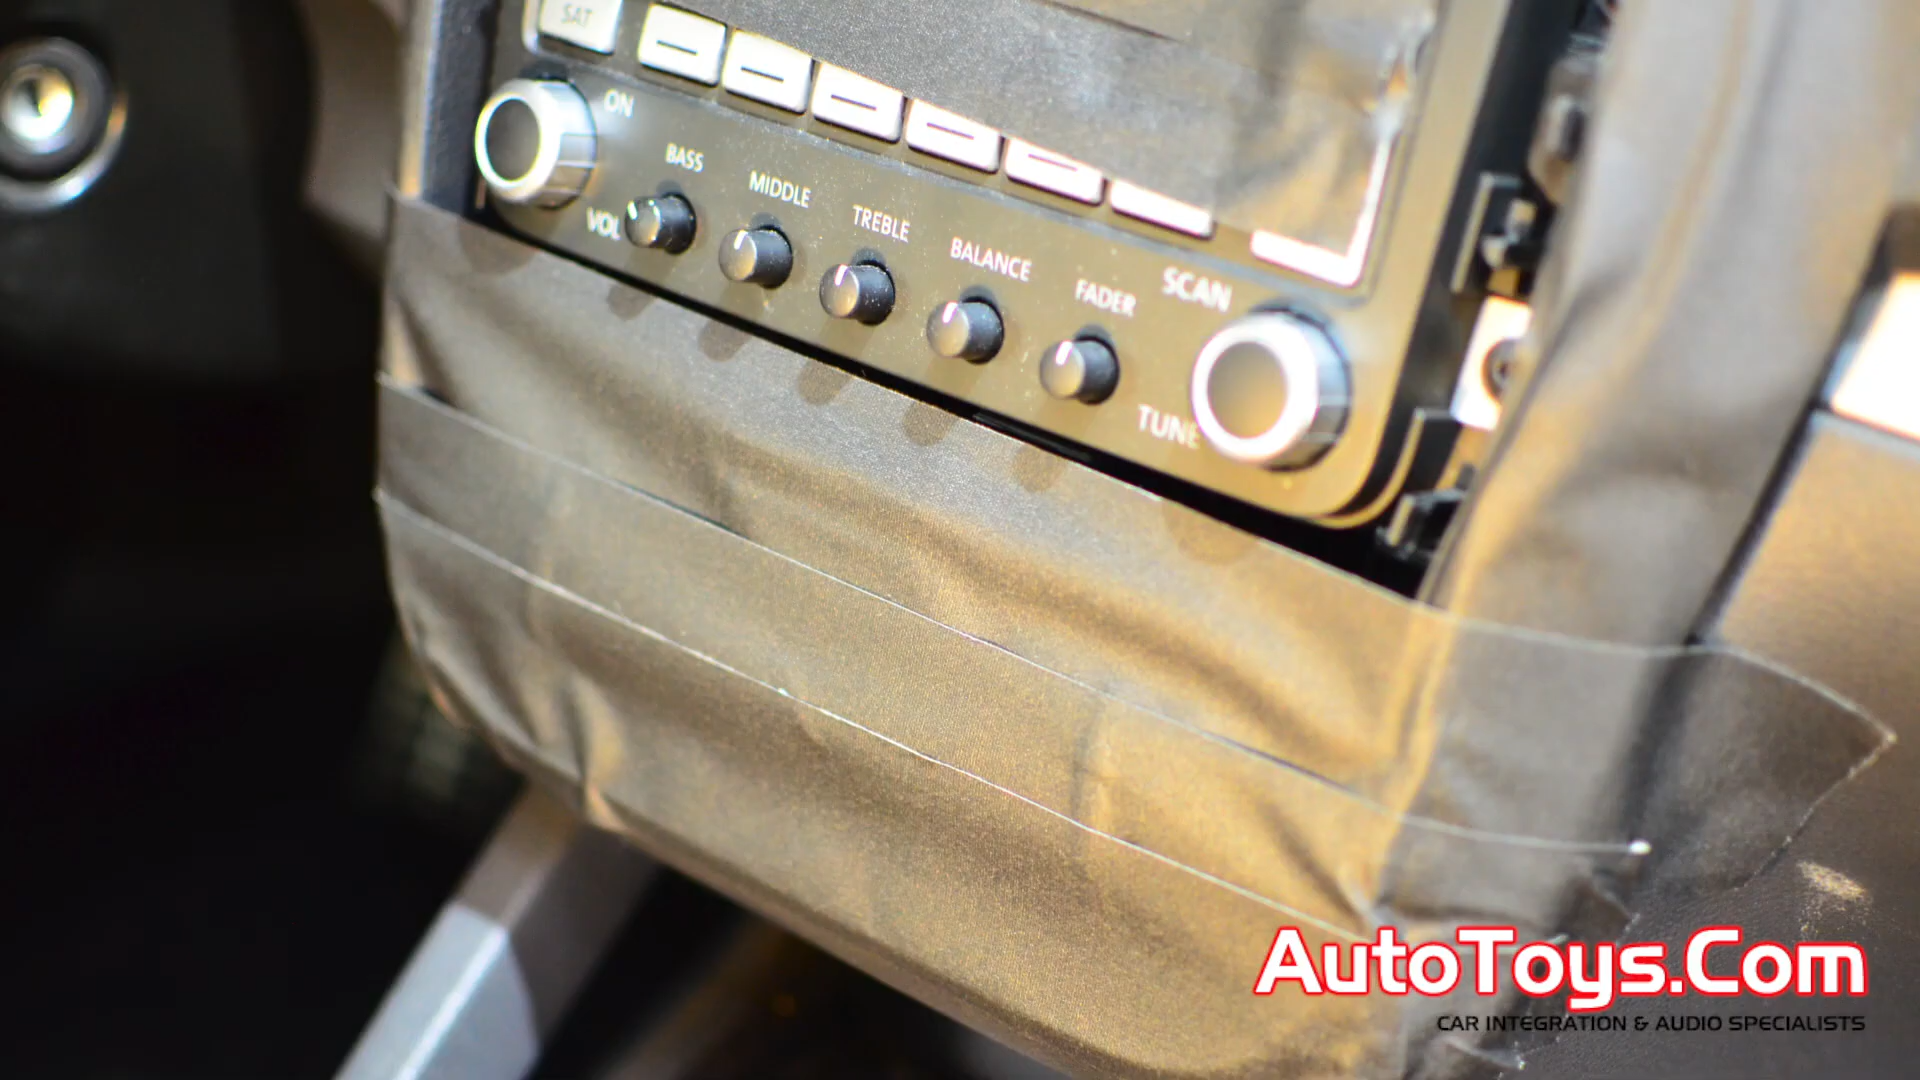 SAT
ON
BASS
MIDDLE
TREBLE
BALANCE
FADER
SCAN
VOL
TUNE
AutoToys.Com
CAR INTEGRATION & AUDIO SPECIALISTS